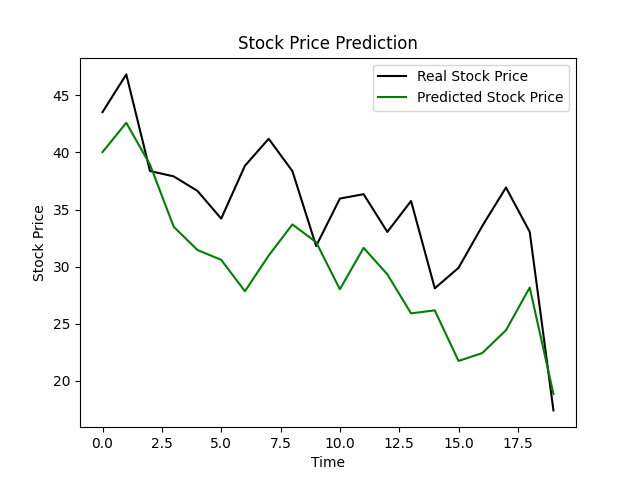 Stock Price Prediction
Real Stock Price
Predicted Stock Price
Stock Price
45
40
35
30
25
20
0.0 2.5 5.0 7.5 10.0 12.5 15.0 17.5
Time